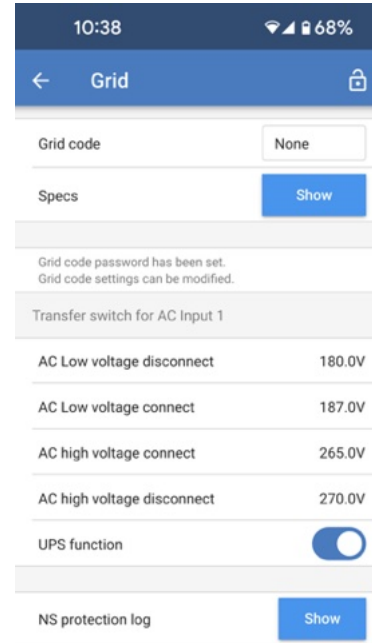 10:38
68%
Grid
Grid code
None
Specs
Show
Grid code password has been set.
Grid code settings can be modified.
Transfer switch for AC Input 1
AC Low voltage disconnect
180.0V
AC Low voltage connect
187.0V
AC high voltage connect
265.0V
AC high voltage disconnect
270.0V
UPS function
NS protection log
Show